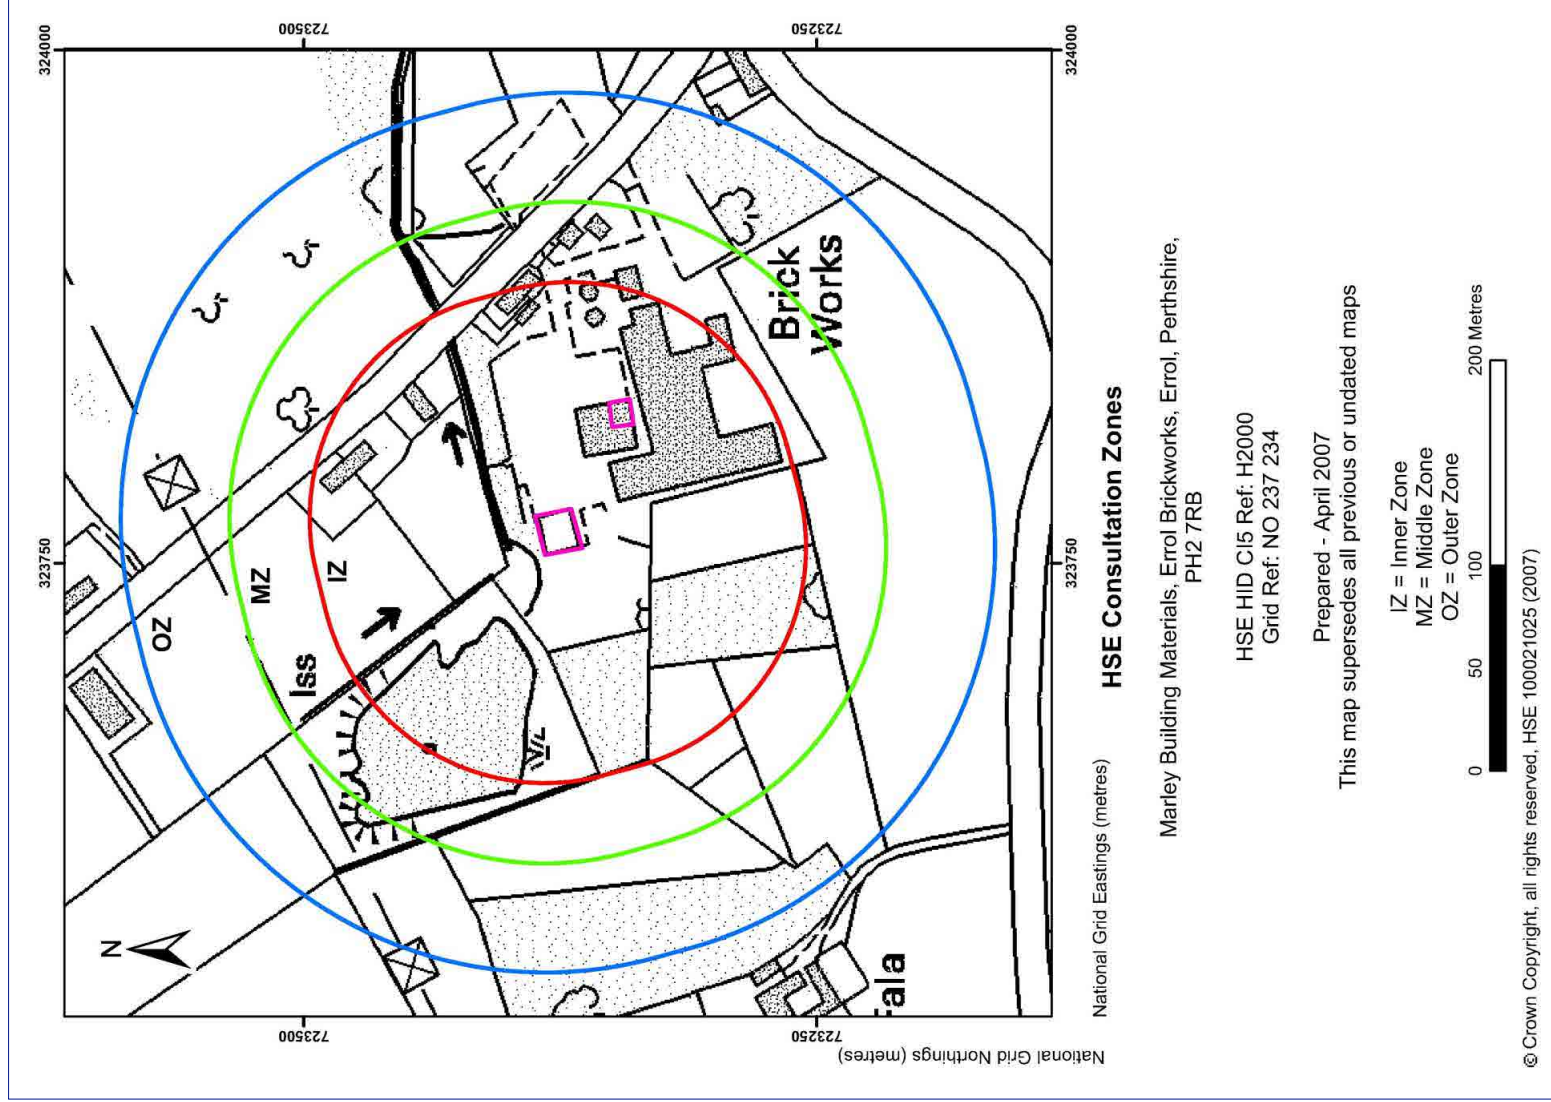 324000
723500
723250
324000
N
OZ
MZ
IZ
Iss
Brick
Works
Fala
323750
323750
723500
723250
National Grid Northings (metres)
National Grid Eastings (metres)
HSE Consultation Zones
Marley Building Materials, Errol Brickworks, Errol, Perthshire,
PH2 7RB
HSE HID CI5 Ref: H2000
Grid Ref: NO 237 234
Prepared - April 2007
This map supersedes all previous or undated maps
IZ = Inner Zone
MZ = Middle Zone
OZ = Outer Zone
0 50 100 200 Metres
© Crown Copyright, all rights reserved, HSE 100021025 (2007)